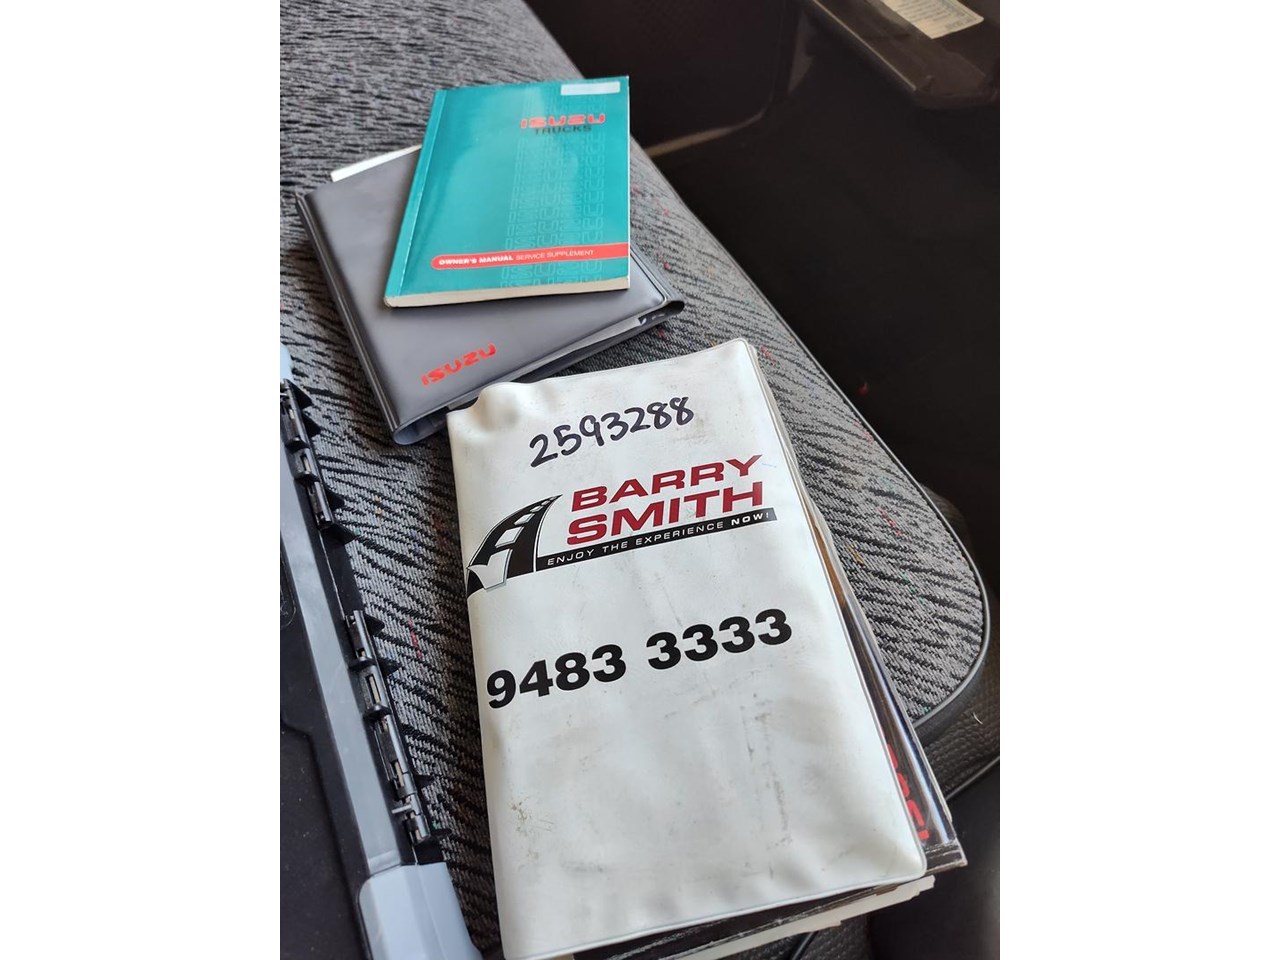 ISUZU
TRUCKS
OWNER'S MANUAL SERVICE SUPPLEMENT
ISUZU
2593288
BARRY
SMITH
ENJOY THE EXPERIENCE NOW!
9483 3333